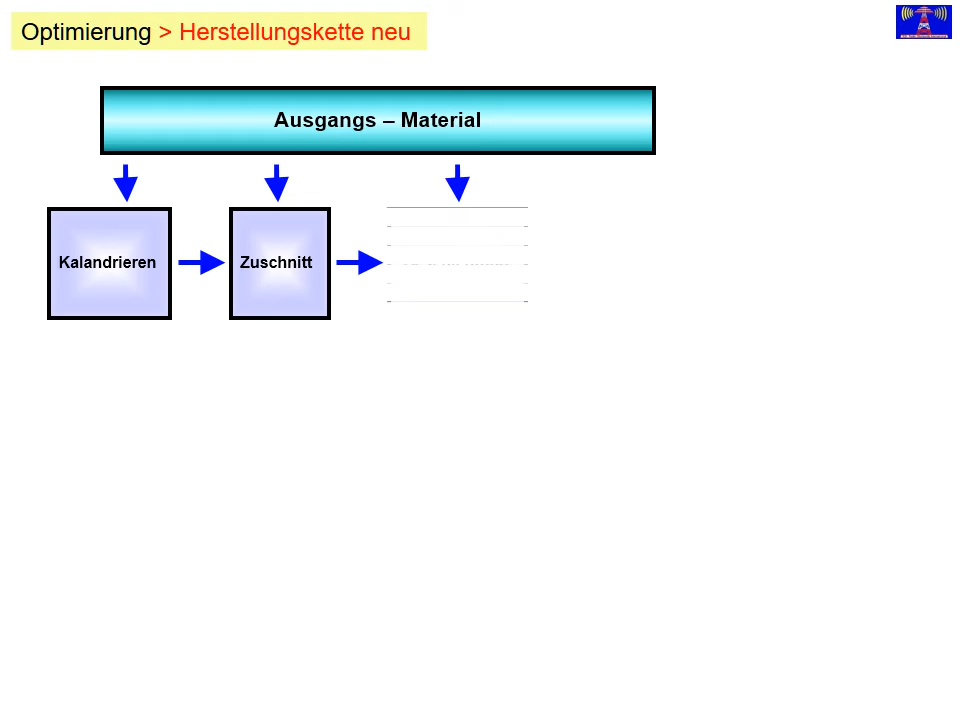 Optimierung > Herstellungskette neu
Ausgangs – Material
Kalandrieren
Zuschnitt